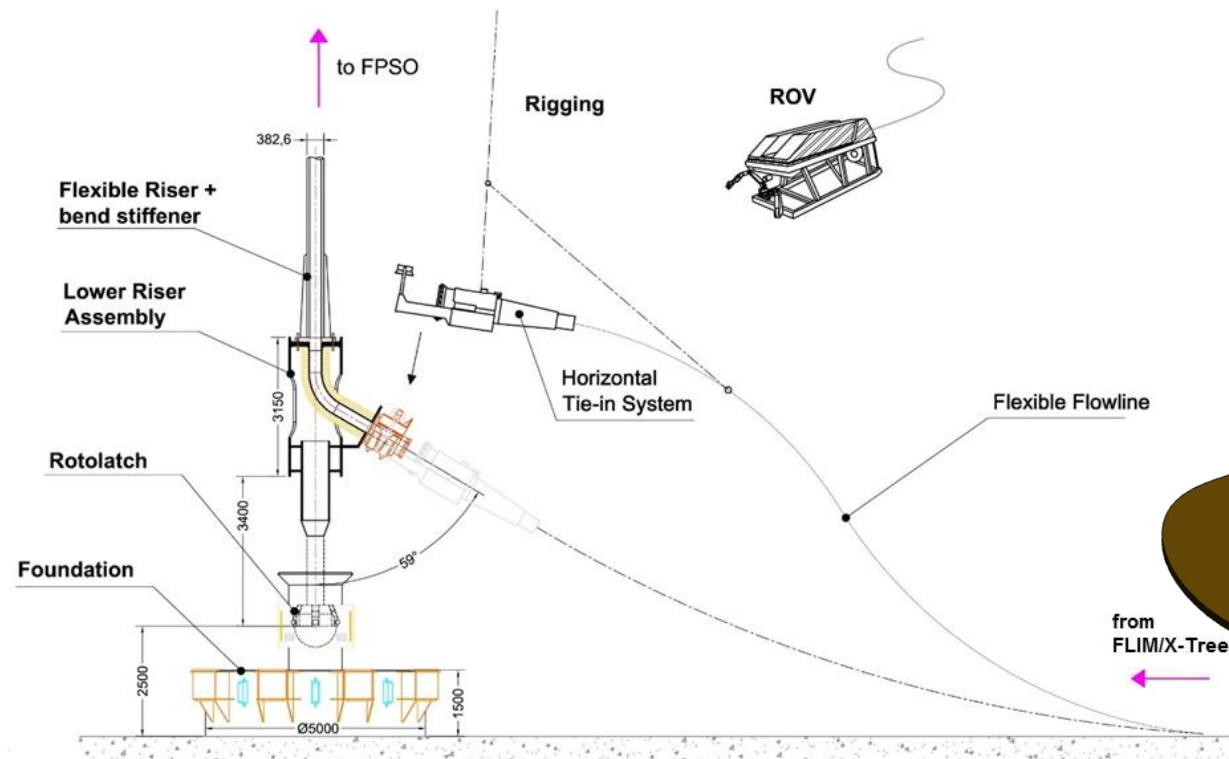 to FPSO
Rigging
ROV
382,6
Flexible Riser +
bend stiffener
Lower Riser
Assembly
3150
Horizontal
Tie-in System
Flexible Flowline
Rotolatch
3400
59°
Foundation
from
FLIM/X-Tree
2500
1500
Ø5000